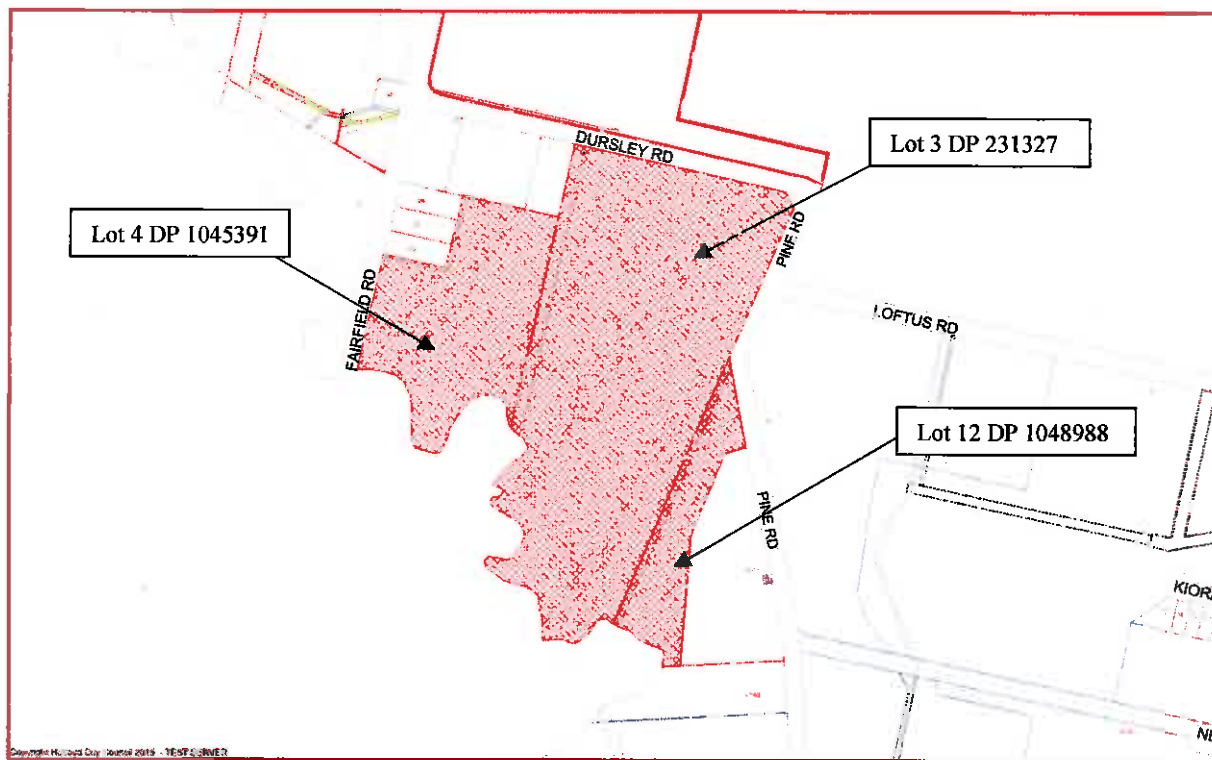 DURSLEY RD
Lot 3 DP 231327
Lot 4 DP 1045391
PINE RD
FAIRFIELD RD
LOFTUS RD
Lot 12 DP 1048988
PINE RD